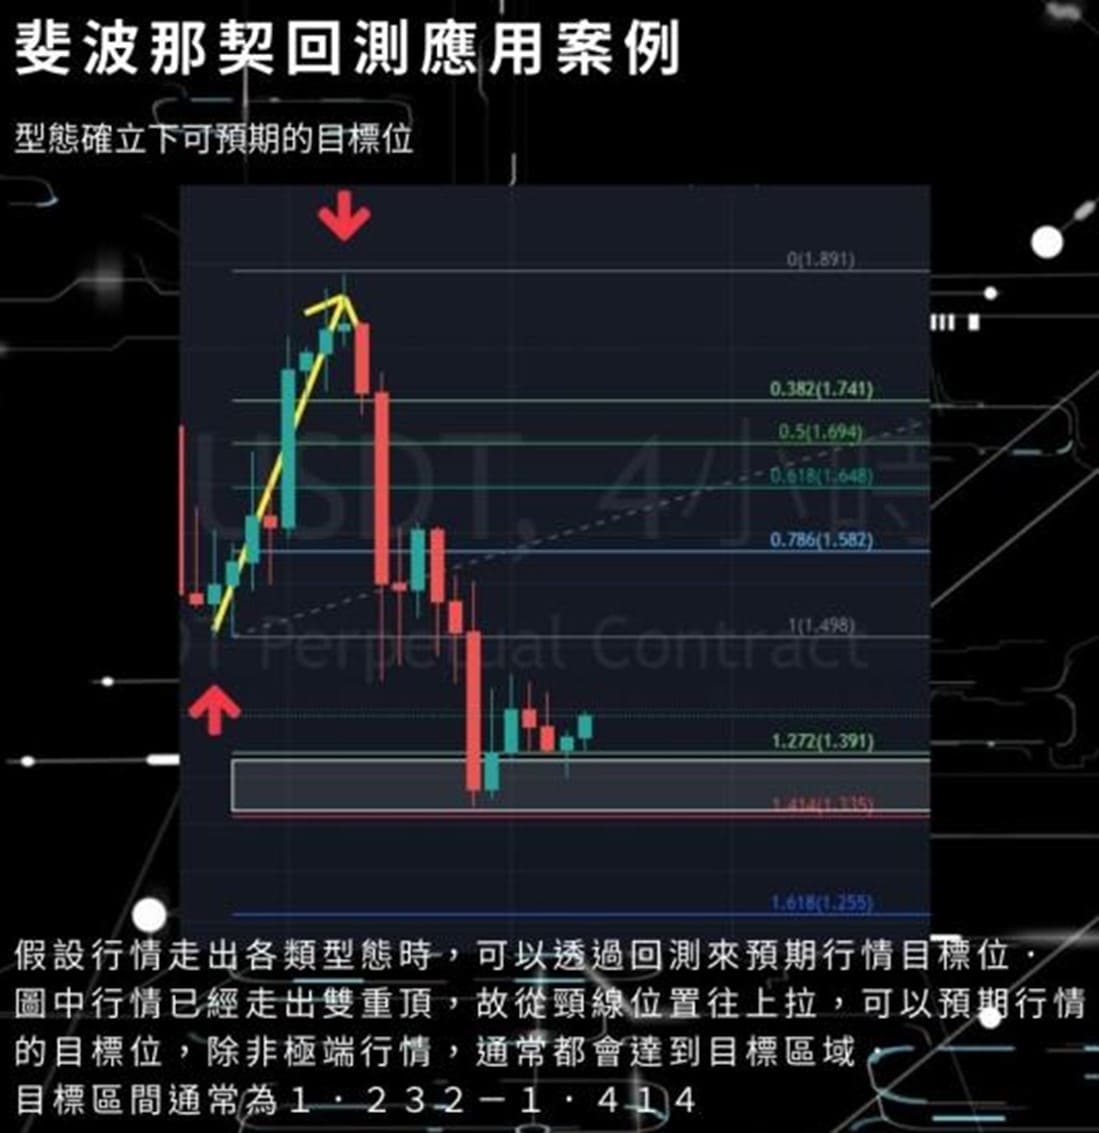 斐波那契回測應用案例
型態確立下可預期的目標位
0(1.891)
0.382(1.741)
0.5(1.694)
0.618(1.648)
USDT, 4小時
0.786(1.582)
1(1.498)
DT Perpetual Contract
1.272(1.391)
1.414(1.335)
1.618(1.255)
假設行情走出各類型態時，可以透過回測來預期行情目標位．
圖中行情已經走出雙重頂，故從頸線位置往上拉，可以預期行情
的目標位，除非極端行情，通常都會達到目標區域．
目標區間通常為１．２３２－１．４１４